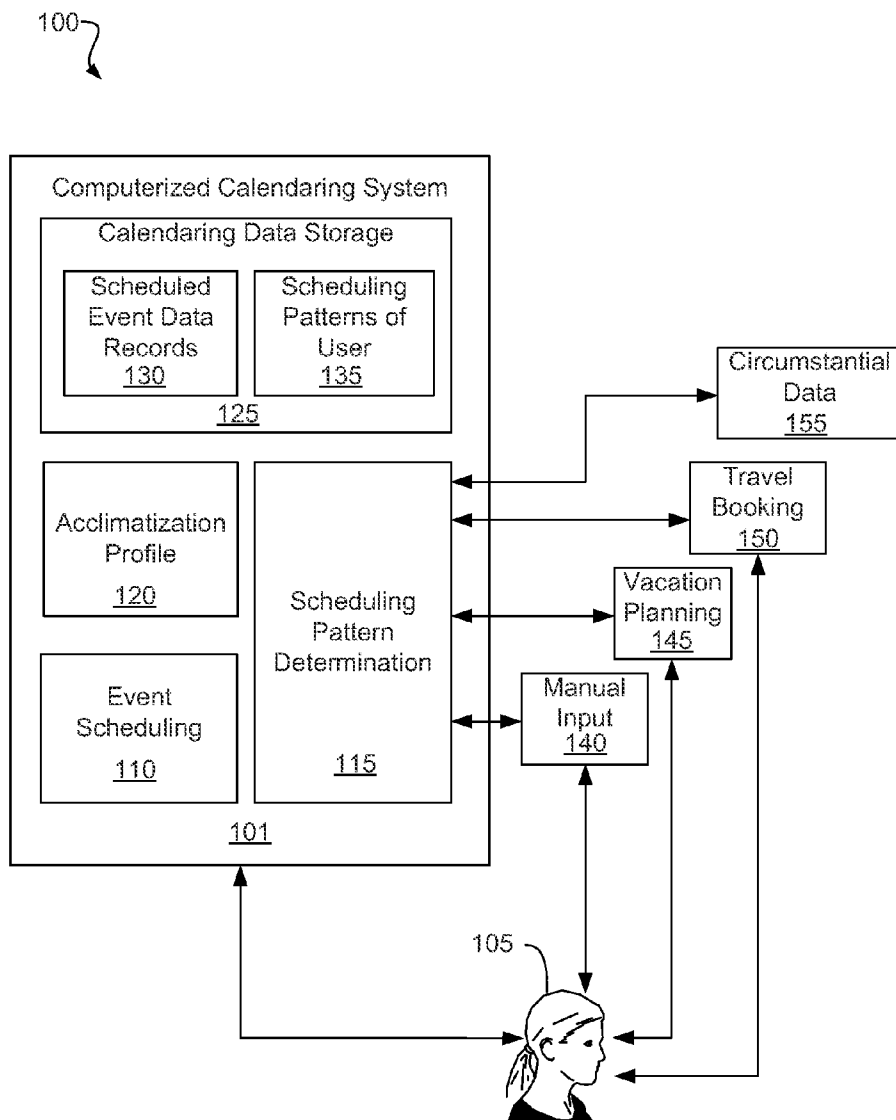 100
Computerized Calendaring System
Calendaring Data Storage
Scheduled
Event Data
Records
130
Scheduling
Patterns of
User
135
125
Circumstantial
Data
155
Travel
Booking
150
Acclimatization
Profile
120
Scheduling
Pattern
Determination
115
Vacation
Planning
145
Event
Scheduling
110
Manual
Input
140
101
105